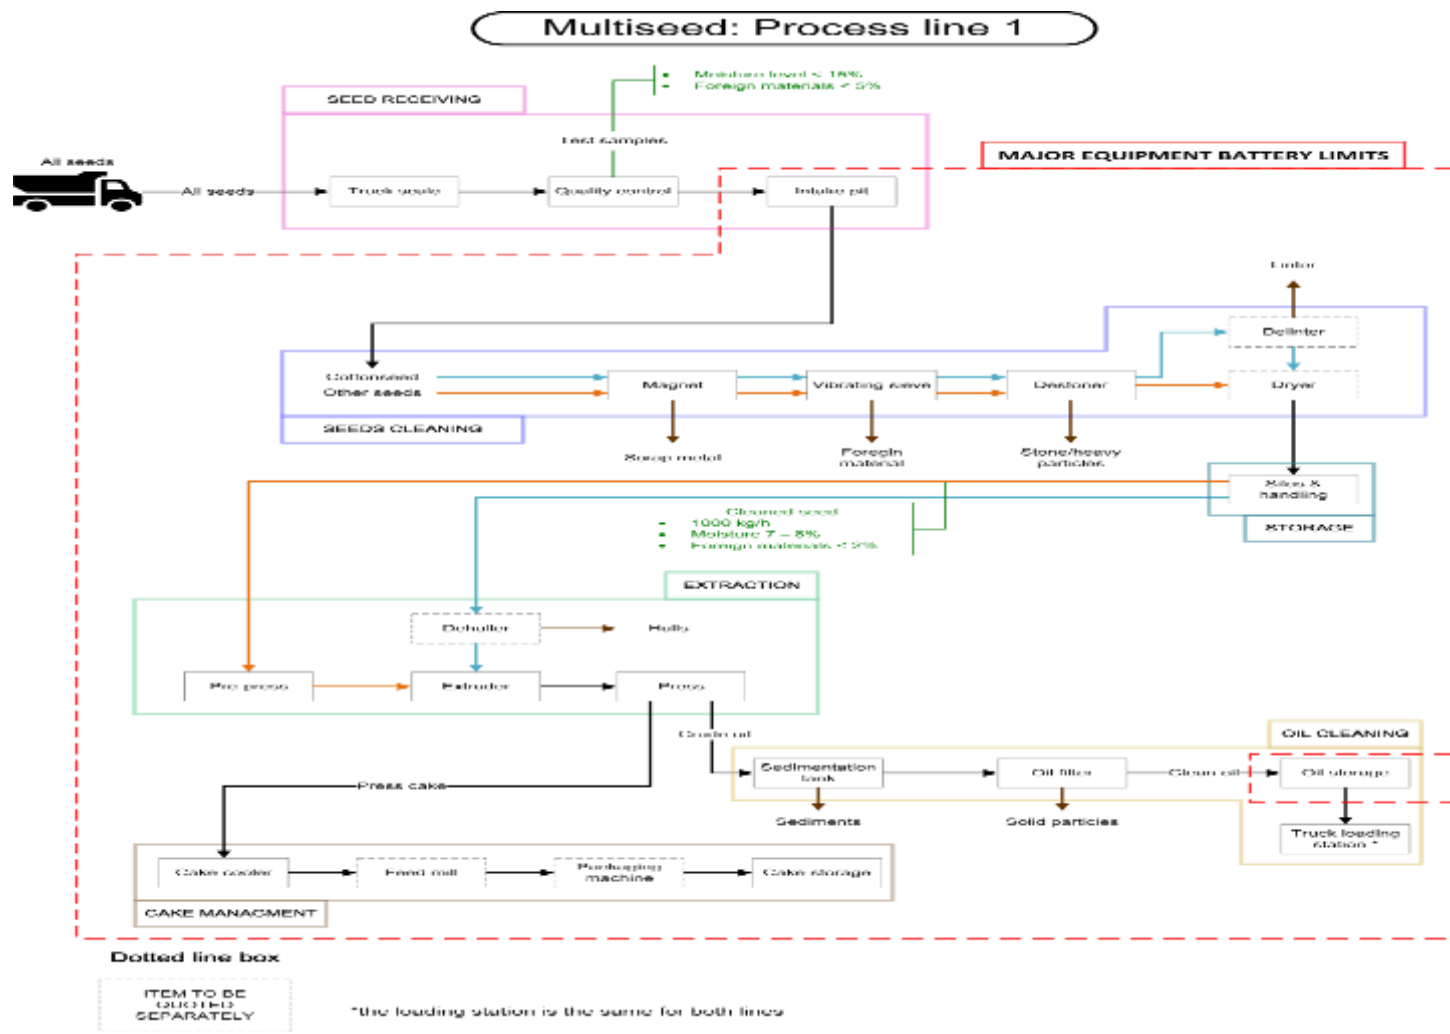 Multiseed: Process line 1
• Moisture level < 15%
• Foreign materials < 5%
SEED RECEIVING
Test samples
MAJOR EQUIPMENT BATTERY LIMITS
All seeds
All seeds
Truck scale
Quality control
Intake pit
Linter
Delinter
Cottonseed
Other seeds
Magnet
Vibrating sieve
Destoner
Dryer
SEEDS CLEANING
Scrap metal
Foregin
material
Stone/heavy
particles
Silos &
handling
STORAGE
Cleaned seed
• 1000 kg/h
• Moisture 7 – 8%
• Foreign materials < 2%
EXTRACTION
Dehuller
Hulls
Pre press
Extruder
Press
Crude oil
OIL CLEANING
Sedimentation
tank
Oil filter
Clean oil
Oil storage
Press cake
Sediments
Solid particles
Truck loading
station *
Cake cooler
Feed mill
Packaging
machine
Cake storage
CAKE MANAGMENT
Dotted line box
ITEM TO BE
QUOTED
SEPARATELY
*the loading station is the same for both lines